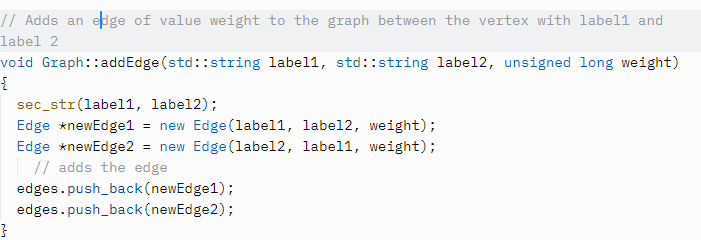 // Adds an edge of value weight to the graph between the vertex with label1 and
label 2
void Graph::addEdge(std::string label1, std::string label2, unsigned long weight)
{
  sec_str(label1, label2);
  Edge *newEdge1 = new Edge(label1, label2, weight);
  Edge *newEdge2 = new Edge(label2, label1, weight);
    // adds the edge
  edges.push_back(newEdge1);
  edges.push_back(newEdge2);
}